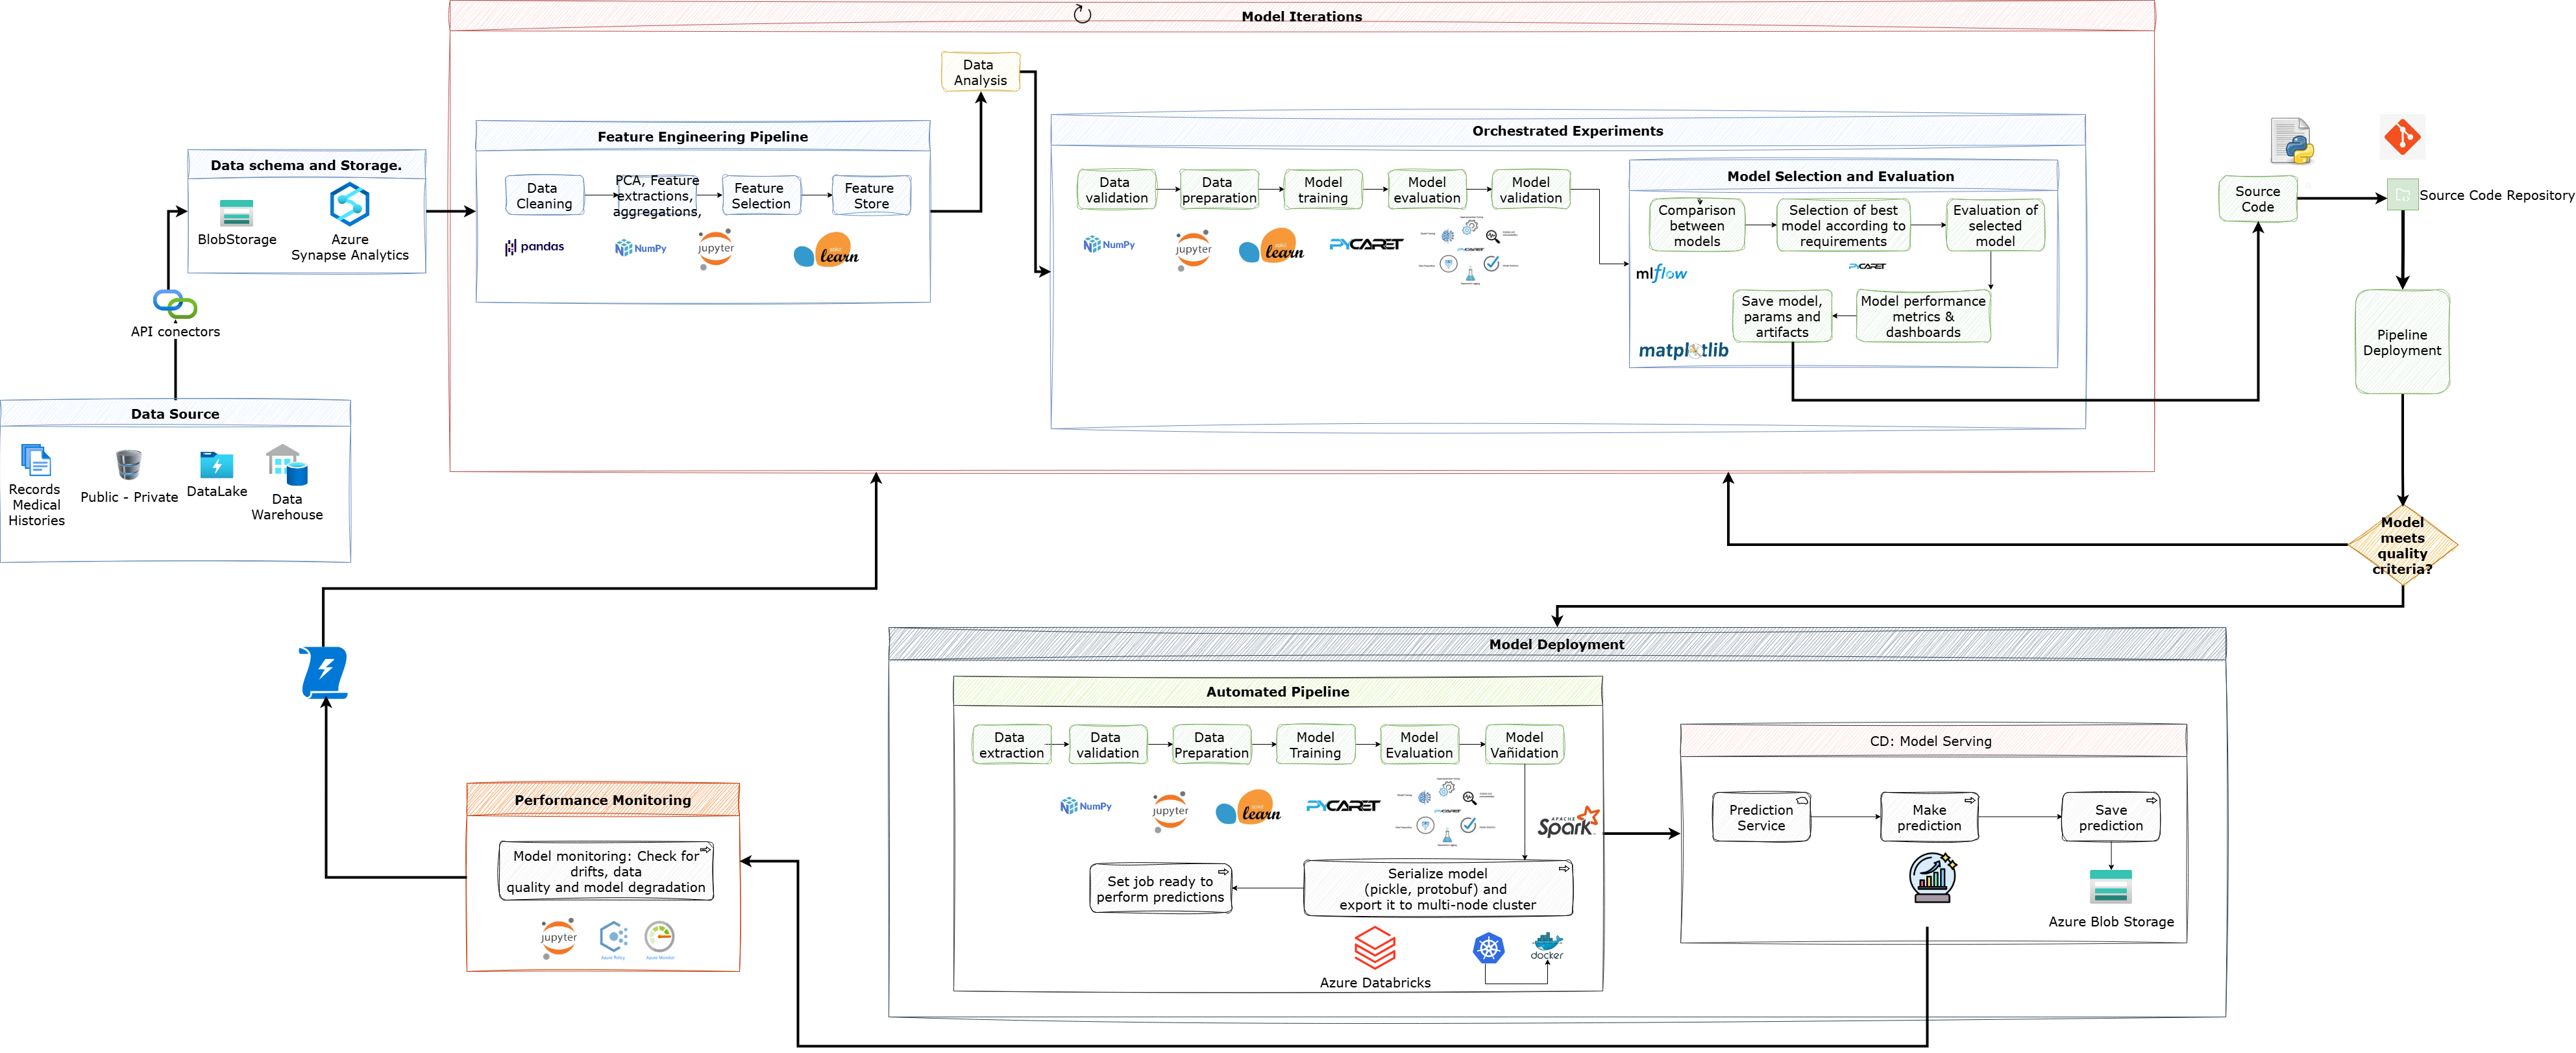 Model Iterations
Data
Analysis
Feature Engineering Pipeline
Data
Cleaning
PCA, Feature
extractions,
aggregations,
Feature
Selection
Feature
Store
pandas
NumPy
jupyter
learn
Data schema and Storage.
BlobStorage
Azure
Synapse Analytics
API conectors
Data Source
Records
Medical
Histories
Public - Private
DataLake
Data
Warehouse
Orchestrated Experiments
Data
validation
Data
preparation
Model
training
Model
evaluation
Model
validation
NumPy
jupyter
learn
PYCARET
PYCARET
Model Selection and Evaluation
Comparison
between
models
Selection of best
model according to
requirements
Evaluation of
selected
model
mlflow
PYCARET
Save model,
params and
artifacts
Model performance
metrics &
dashboards
matplotlib
Source
Code
Source Code Repository
Pipeline
Deployment
Model
meets
quality
criteria?
Model Deployment
Automated Pipeline
Data
extraction
Data
validation
Data
Preparation
Model
Training
Model
Evaluation
Model
Vañidation
NumPy
jupyter
learn
PYCARET
PYCARET
APACHE
Spark
Set job ready to
perform predictions
Serialize model
(pickle, protobuf) and
export it to multi-node cluster
Azure Databricks
docker
CD: Model Serving
Prediction
Service
Make
prediction
Save
prediction
Azure Blob Storage
Performance Monitoring
Model monitoring: Check for
drifts, data
quality and model degradation
jupyter
Azure Policy
Azure Monitor